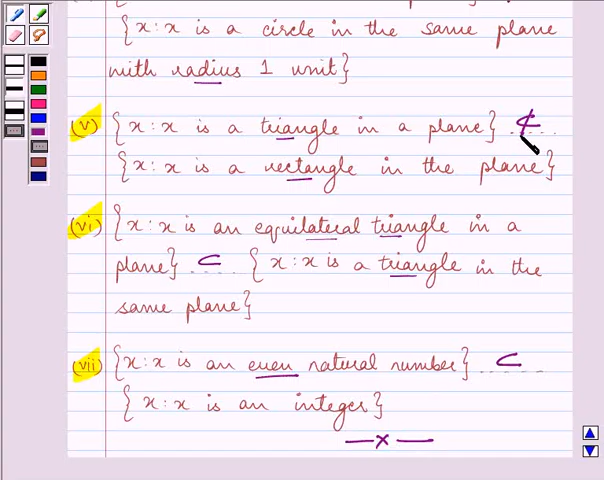 {x:x is a circle in the same plane
with radius 1 unit}
(v) {x:x is a triangle in a plane} ⊄
{x:x is a rectangle in the plane}
(vi) {x:x is an equilateral triangle in a
plane} ⊂ {x:x is a triangle in the
same plane}
(vii) {x:x is an even natural number} ⊂
{x:x is an integer}
—x—